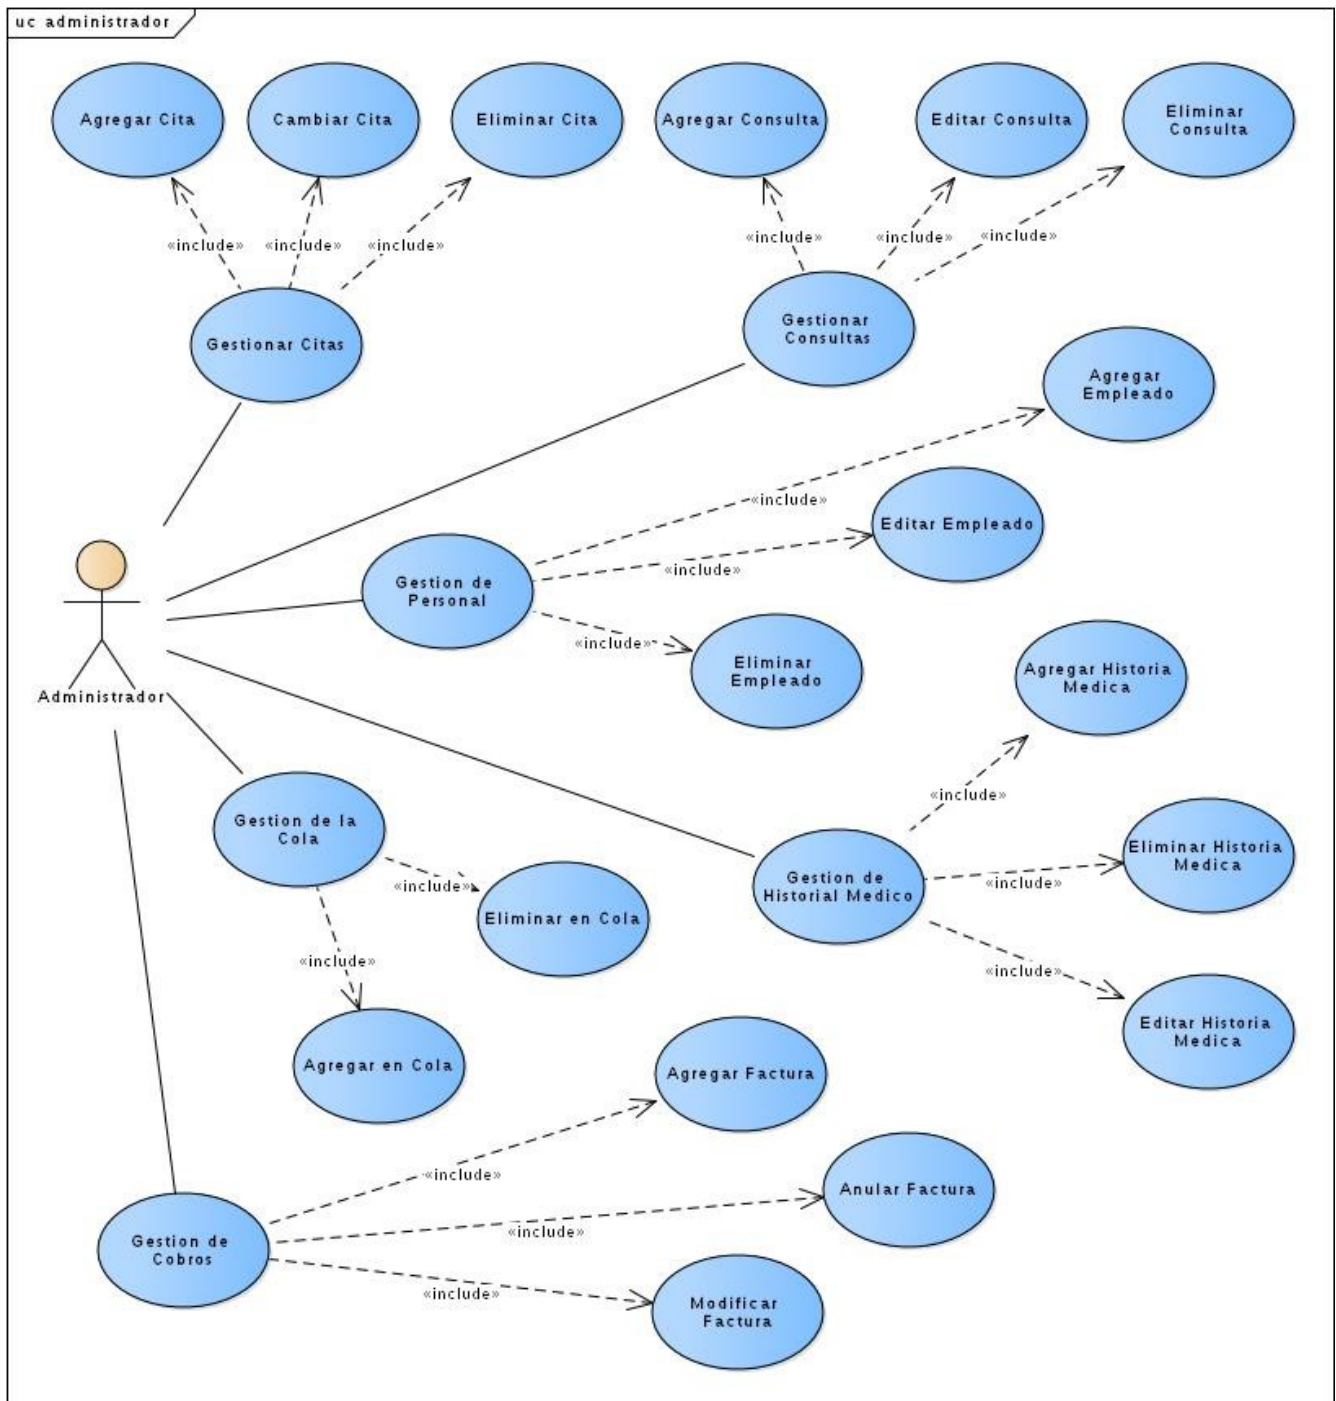 uc administrador
Agregar Cita
Cambiar Cita
Eliminar Cita
Agregar Consulta
Editar Consulta
Eliminar
Consulta
«include»
«include»
«include»
«include»
«include»
«include»
Gestionar Citas
Gestionar
Consultas
Agregar
Empleado
«include»
Editar Empleado
«include»
Gestion de
Personal
«include»
Eliminar
Empleado
Agregar Historia
Medica
Administrador
«include»
Gestion de la
Cola
«include»
Eliminar en Cola
Gestion de
Historial Medico
«include»
Eliminar Historia
Medica
«include»
«include»
Editar Historia
Medica
Agregar en Cola
Agregar Factura
«include»
Anular Factura
«include»
Gestion de
Cobros
«include»
Modificar
Factura